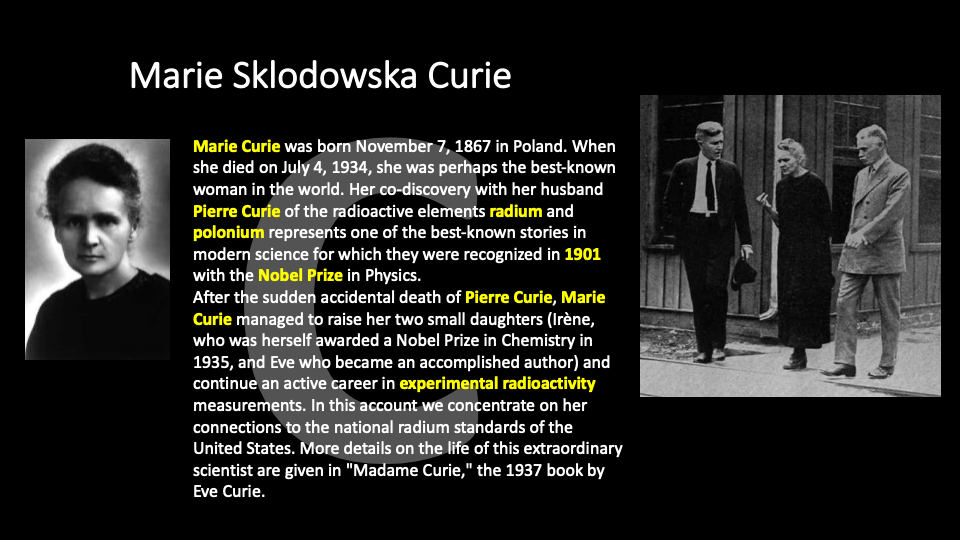 Marie Sklodowska Curie
Marie Curie was born November 7, 1867 in Poland. When
she died on July 4, 1934, she was perhaps the best-known
woman in the world. Her co-discovery with her husband
Pierre Curie of the radioactive elements radium and
polonium represents one of the best-known stories in
modern science for which they were recognized in 1901
with the Nobel Prize in Physics.
After the sudden accidental death of Pierre Curie, Marie
Curie managed to raise her two small daughters (Irène,
who was herself awarded a Nobel Prize in Chemistry in
1935, and Eve who became an accomplished author) and
continue an active career in experimental radioactivity
measurements. In this account we concentrate on her
connections to the national radium standards of the
United States. More details on the life of this extraordinary
scientist are given in "Madame Curie," the 1937 book by
Eve Curie.
C